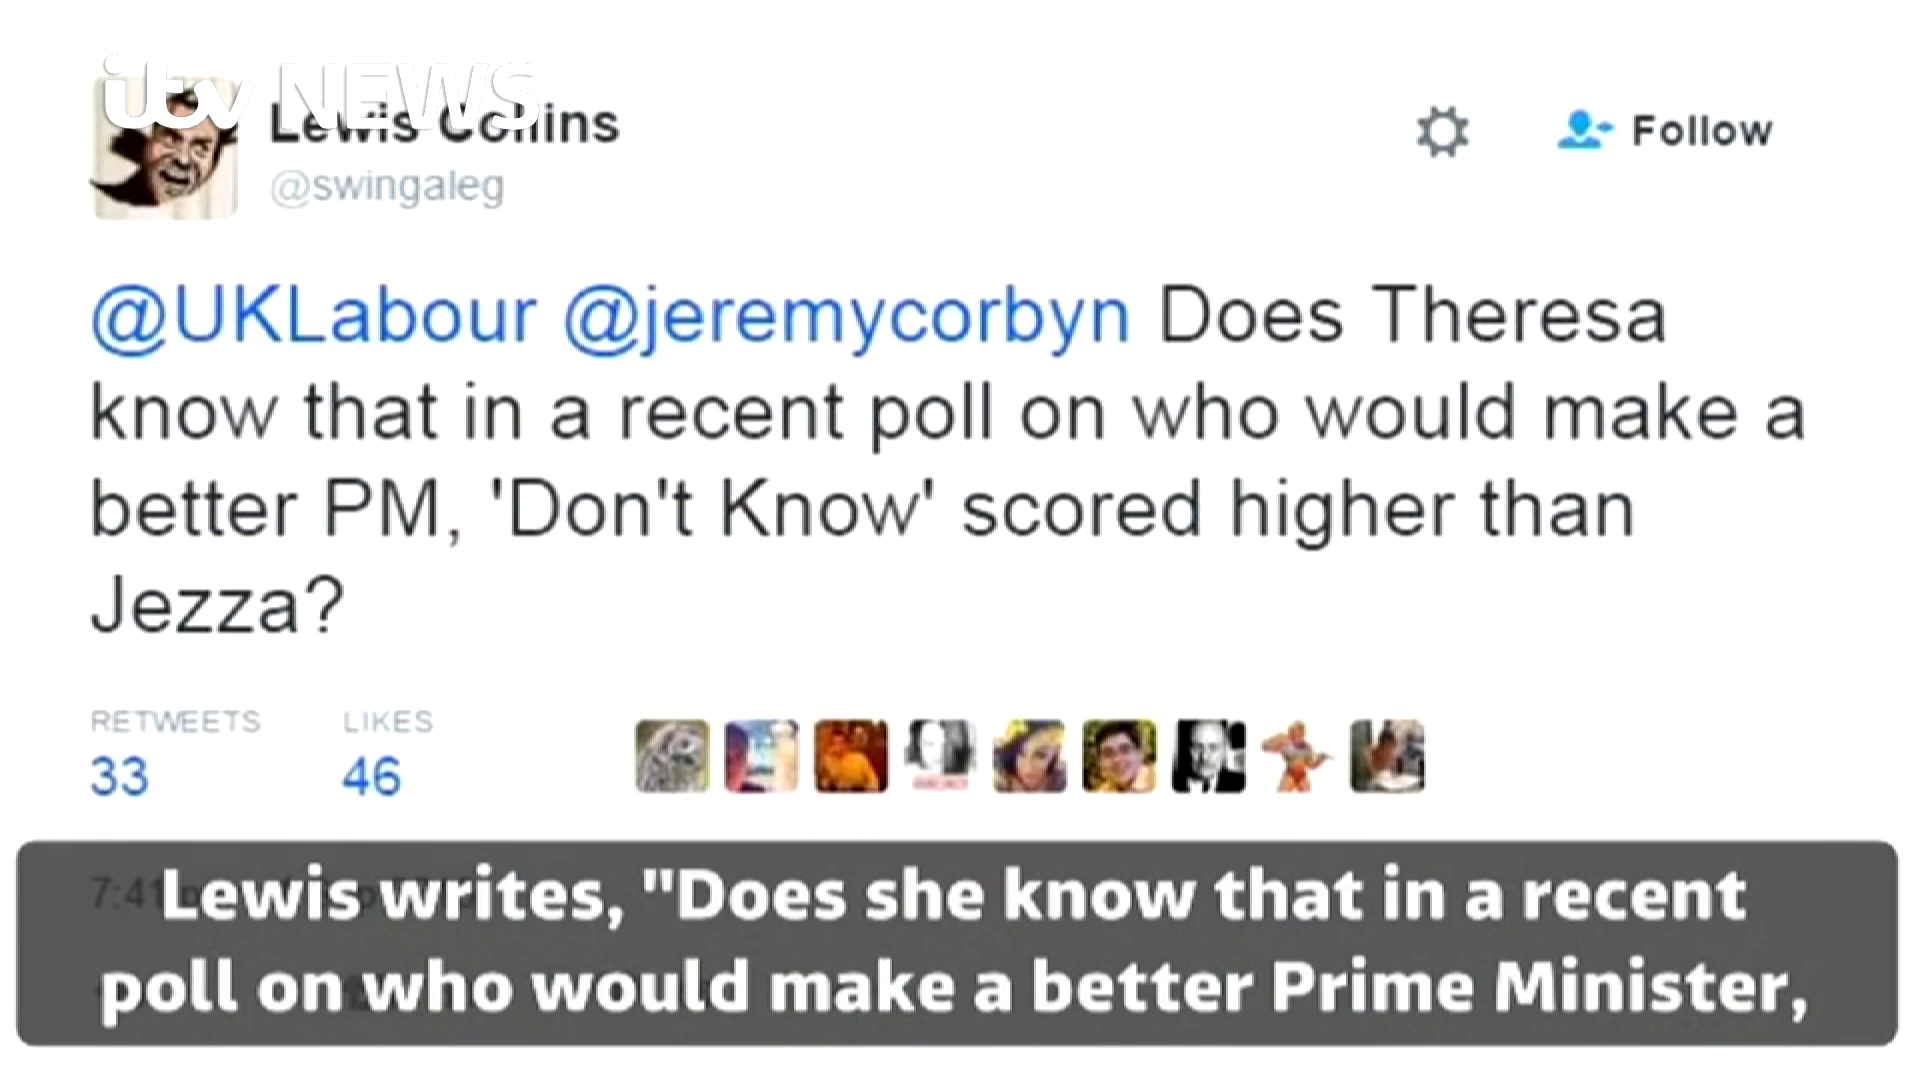 itv NEWS
Lewis Collins
@swingaleg
Follow
@UKLabour @jeremycorbyn Does Theresa
know that in a recent poll on who would make a
better PM, 'Don't Know' scored higher than
Jezza?
RETWEETS LIKES
33 46
7:41
Lewis writes, "Does she know that in a recent
poll on who would make a better Prime Minister,